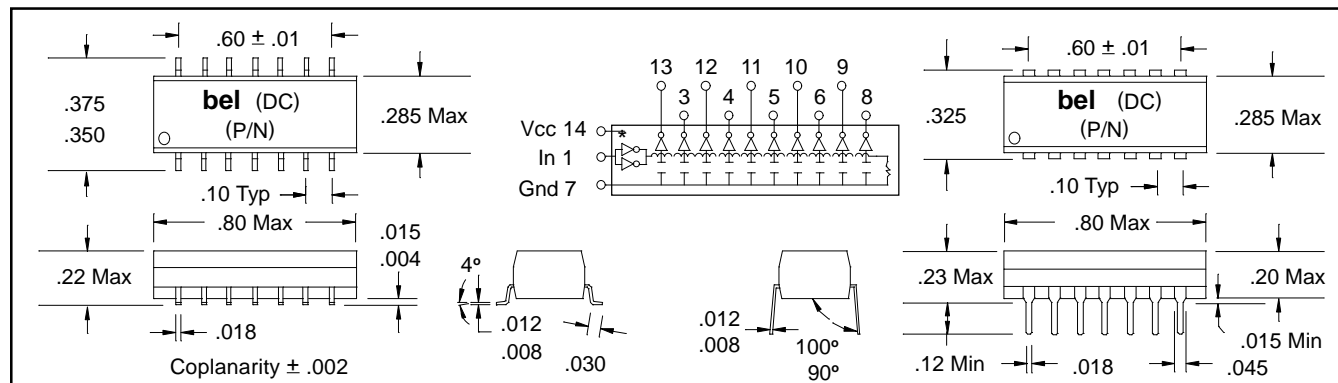 .60 ± .01
.375
.350
bel (DC)
(P/N)
.285 Max
.10 Typ
.80 Max
.22 Max
.015
.004
.018
Coplanarity ± .002
13 12 11 10 9
3 4 5 6 8
Vcc 14 *
In 1
Gnd 7
4º
.012
.008
.030
.012
.008
100º
90º
.60 ± .01
.325
bel (DC)
(P/N)
.285 Max
.10 Typ
.80 Max
.23 Max
.20 Max
.12 Min
.018
.015 Min
.045